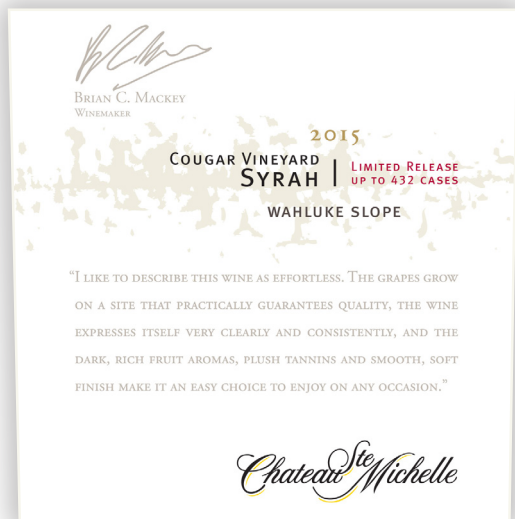 Brian C. Mackey
Winemaker
2015
Cougar Vineyard
Syrah
Limited Release
up to 432 cases
Wahluke Slope
"I like to describe this wine as effortless. The grapes grow
on a site that practically guarantees quality, the wine
expresses itself very clearly and consistently, and the
dark, rich fruit aromas, plush tannins and smooth, soft
finish make it an easy choice to enjoy on any occasion."
Chateau Ste Michelle